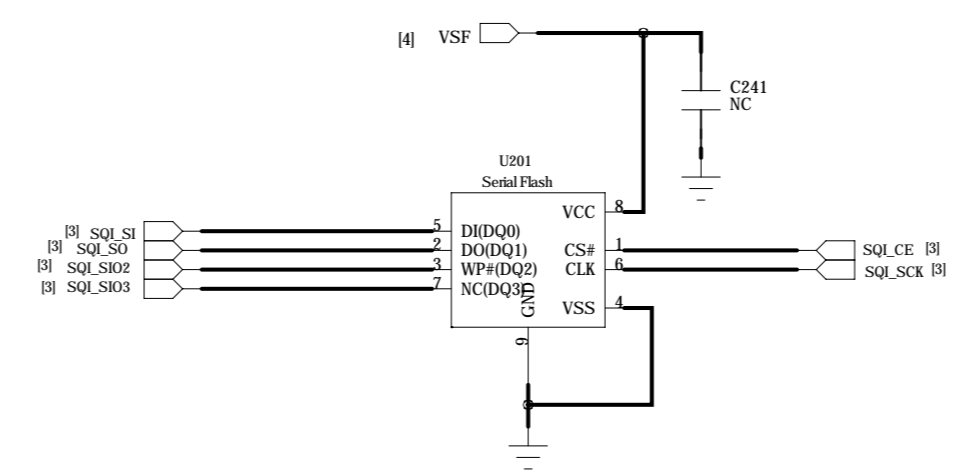 [4] VSF
C241
NC
U201
Serial Flash
VCC 8
[3] SQI_SI 5 DI(DQ0)
[3] SQI_SO 2 DO(DQ1) CS# 1 SQI_CE [3]
[3] SQI_SIO2 3 WP#(DQ2) CLK 6 SQI_SCK [3]
[3] SQI_SIO3 7 NC(DQ3)
GND
VSS 4
9